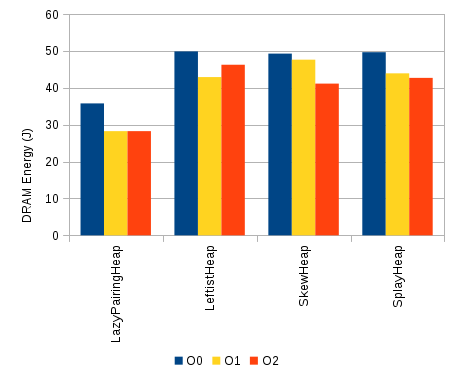 60
50
40
30
20
10
0
DRAM Energy (J)
LazyPairingHeap
LeftistHeap
SkewHeap
SplayHeap
O0 O1 O2